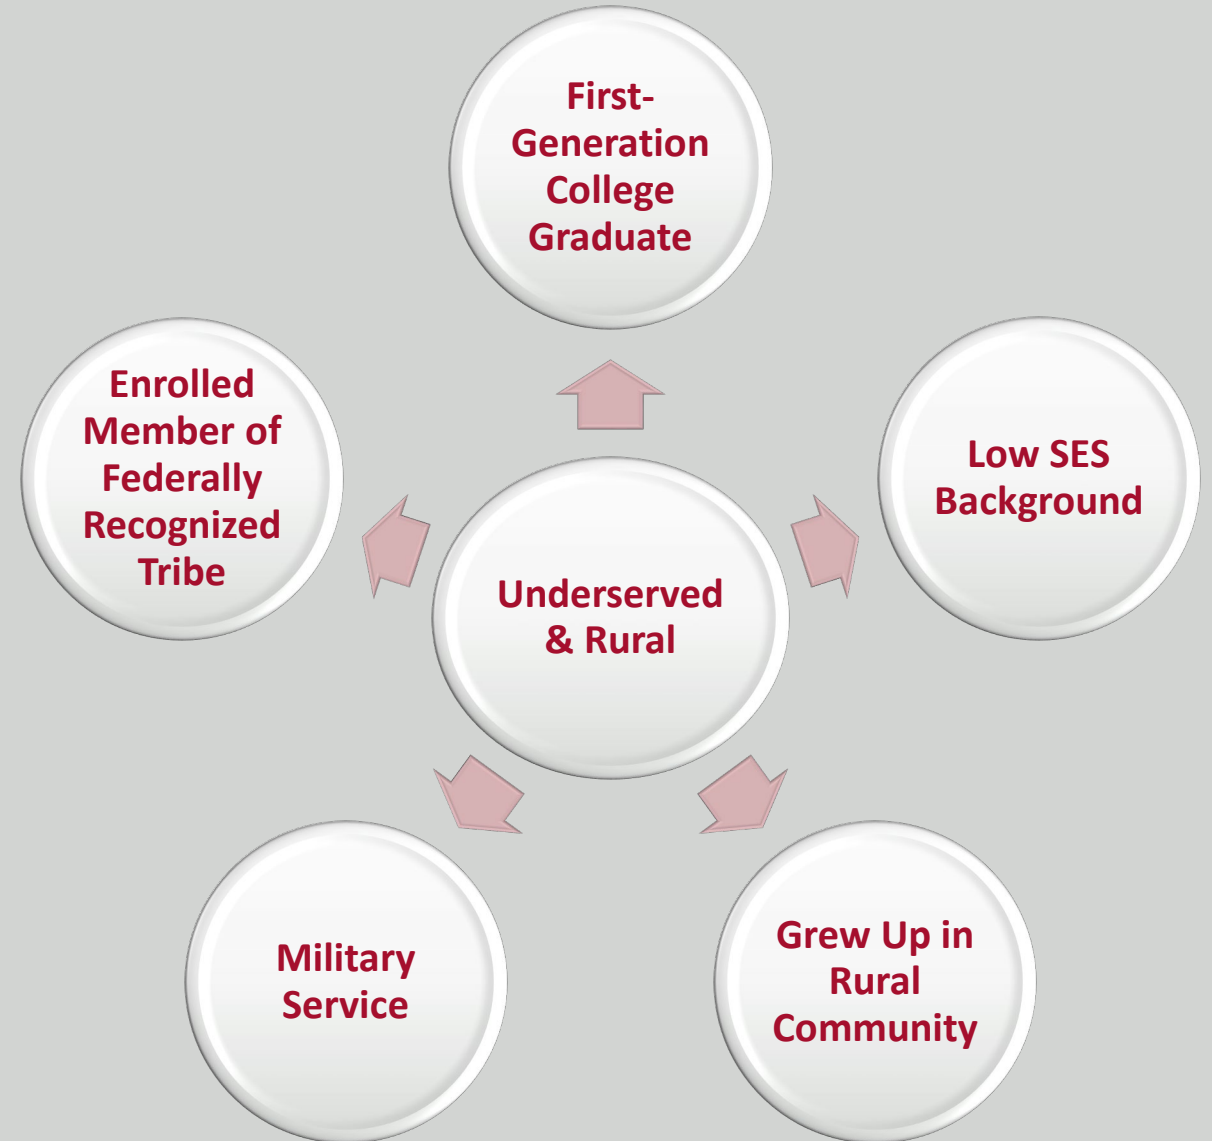 First-
Generation
College
Graduate
Enrolled
Member of
Federally
Recognized
Tribe
Low SES
Background
Underserved
& Rural
Military
Service
Grew Up in
Rural
Community